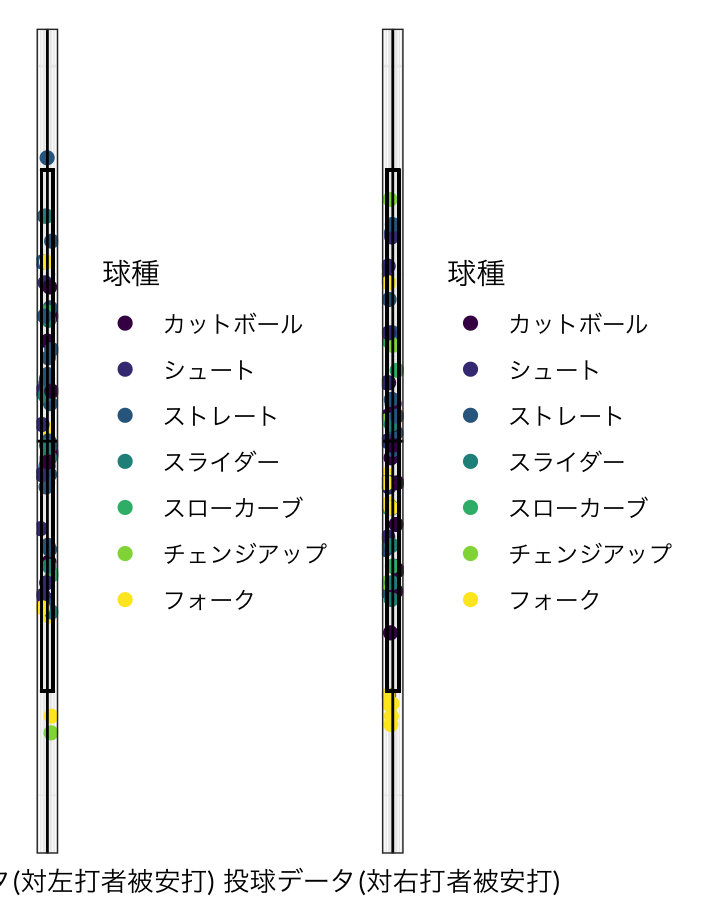 球種
カットボール
シュート
ストレート
スライダー
スローカーブ
チェンジアップ
フォーク
球種
カットボール
シュート
ストレート
スライダー
スローカーブ
チェンジアップ
フォーク
タ(対左打者被安打) 投球データ(対右打者被安打)